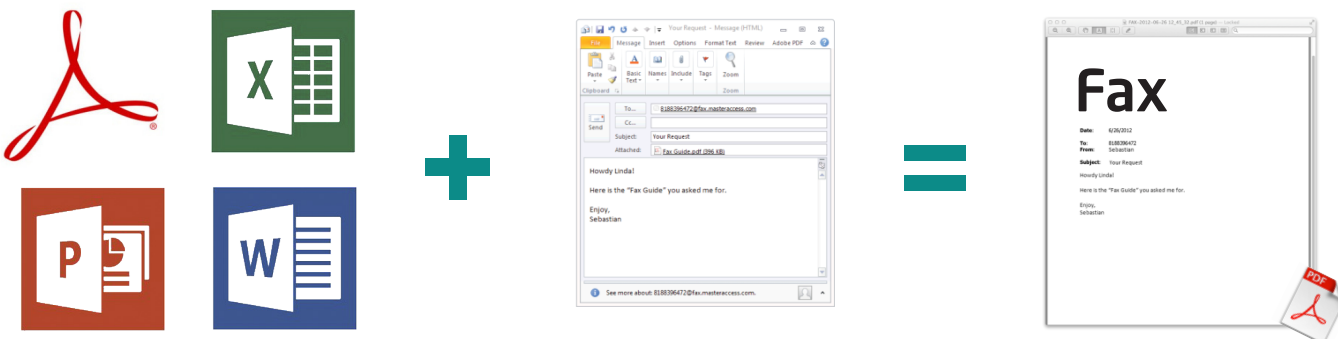 ®
X
P
W
Your Request - Message (HTML)
File Message Insert Options Format Text Review Adobe PDF
Paste Basic Text Names Include Tags Zoom
Clipboard Zoom
To... 8188396472@fax.masteraccess.com
Cc...
Send
Subject: Your Request
Attached: Fax Guide.pdf (396 KB)
Howdy Linda!
Here is the "Fax Guide" you asked me for.
Enjoy,
Sebastian
See more about: 8188396472@fax.masteraccess.com.
Fax
Date: 6/26/2012
To: 8188396472
From: Sebastian
Subject: Your Request
Howdy Linda!
Here is the "Fax Guide" you asked me for.
Enjoy,
Sebastian
PDF